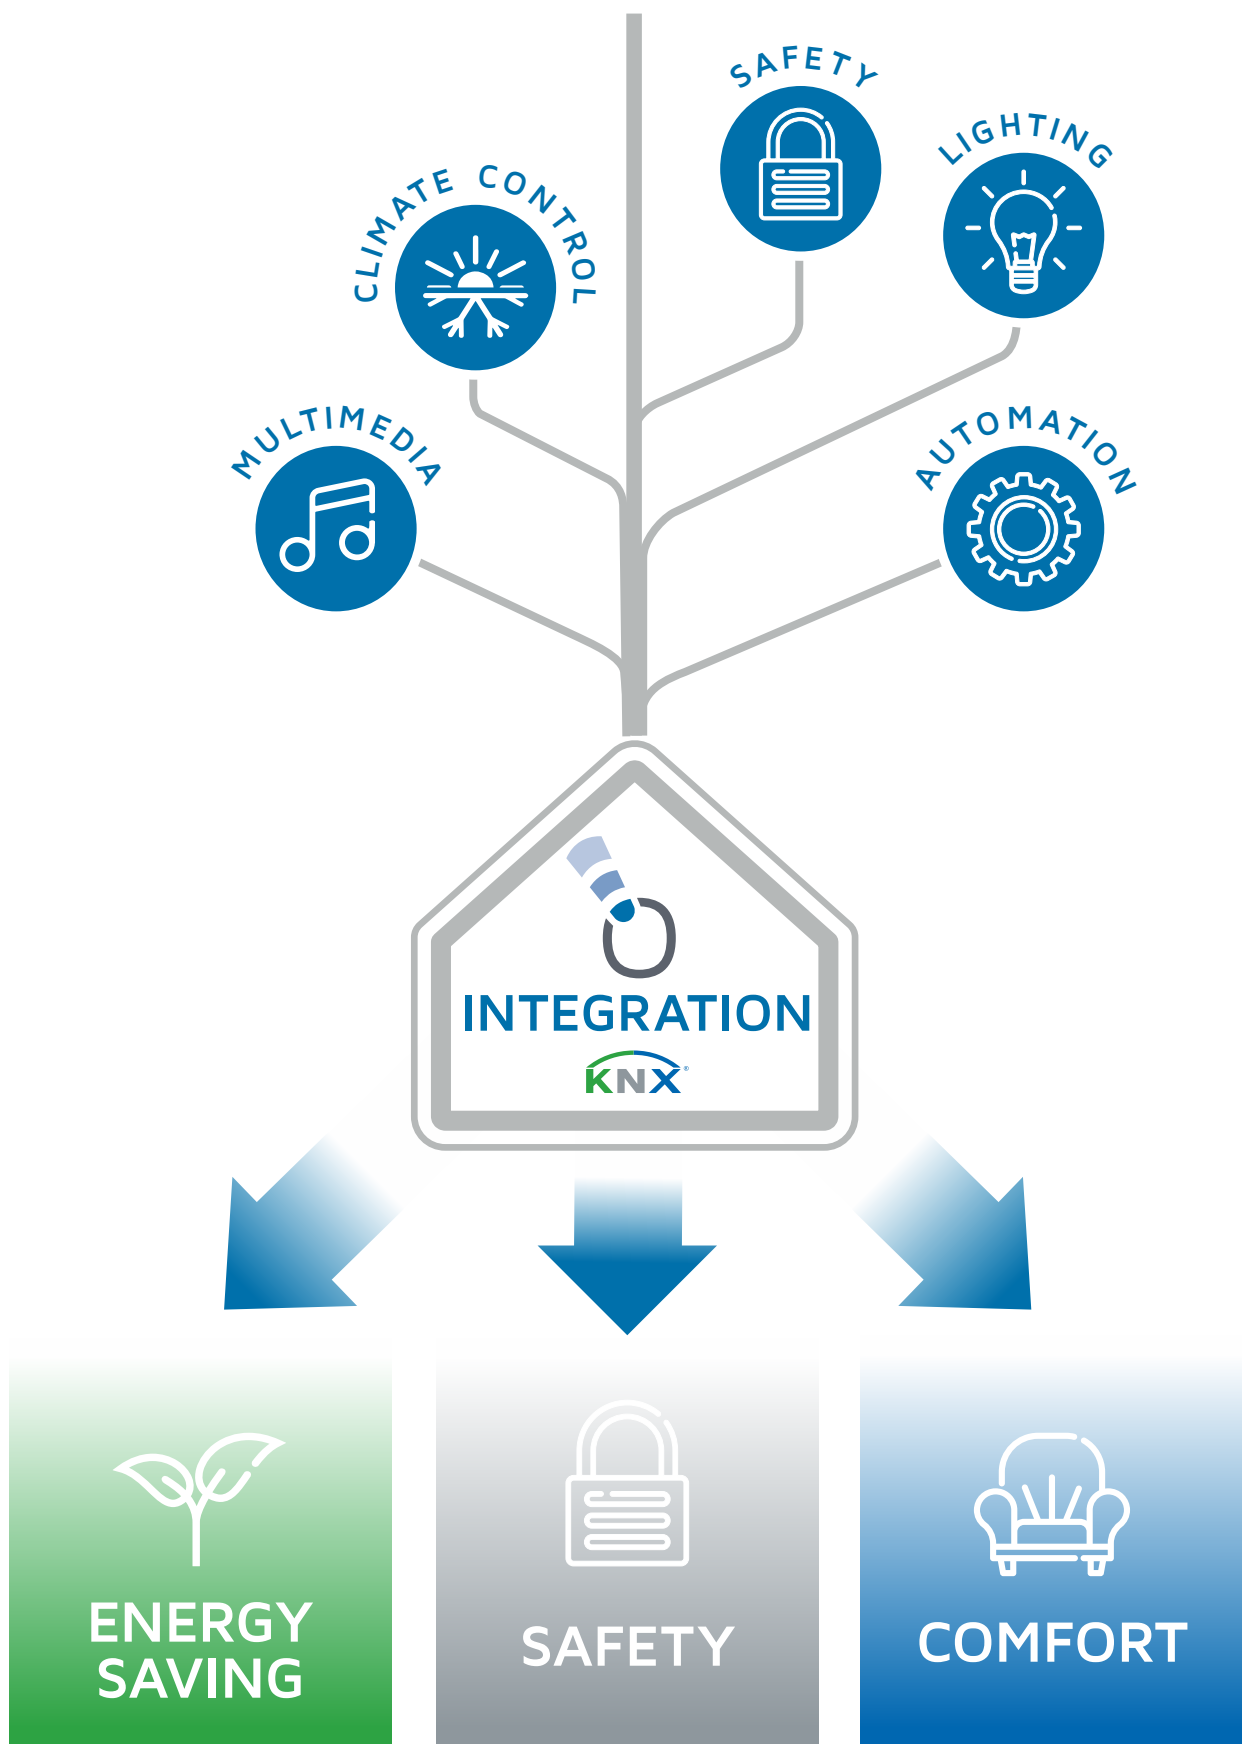 SAFETY
LIGHTING
CLIMATE CONTROL
MULTIMEDIA
AUTOMATION
INTEGRATION
KNX®
ENERGY
SAVING
SAFETY
COMFORT